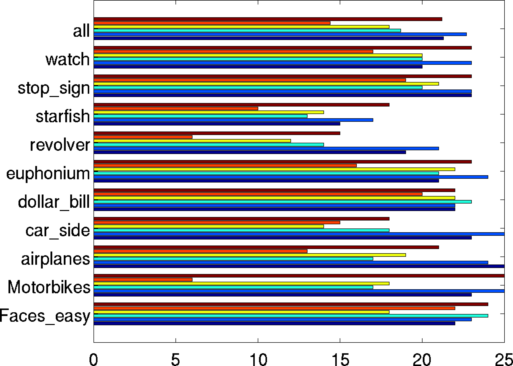 all
watch
stop_sign
starfish
revolver
euphonium
dollar_bill
car_side
airplanes
Motorbikes
Faces_easy
0 5 10 15 20 25